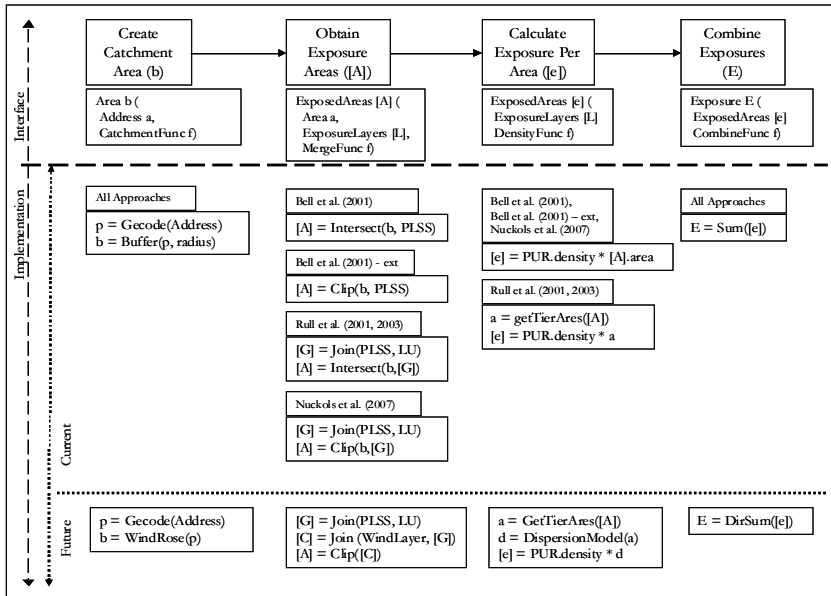 Create
Catchment
Area (b)
Obtain
Exposure
Areas ([A])
Calculate
Exposure Per
Area ([e])
Combine
Exposures
(E)
Interface
Area b (
Address a,
CatchmentFunc f)
ExposedAreas [A] (
Area a,
ExposureLayers [L],
MergeFunc f)
ExposedAreas [e] (
ExposureLayers [L]
DensityFunc f)
Exposure E (
ExposedAreas [e]
CombineFunc f)
Implementation
Current
All Approaches
p = Gecode(Address)
b = Buffer(p, radius)
Bell et al. (2001)
[A] = Intersect(b, PLSS)
Bell et al. (2001) - ext
[A] = Clip(b, PLSS)
Rull et al. (2001, 2003)
[G] = Join(PLSS, LU)
[A] = Intersect(b,[G])
Nuckols et al. (2007)
[G] = Join(PLSS, LU)
[A] = Clip(b,[G])
Bell et al. (2001),
Bell et al. (2001) – ext,
Nuckols et al. (2007)
[e] = PUR.density * [A].area
Rull et al. (2001, 2003)
a = getTierAres([A])
[e] = PUR.density * a
All Approaches
E = Sum([e])
Future
p = Gecode(Address)
b = WindRose(p)
[G] = Join(PLSS, LU)
[C] = Join (WindLayer, [G])
[A] = Clip([C])
a = GetTierAres([A])
d = DispersionModel(a)
[e] = PUR.density * d
E = DirSum([e])